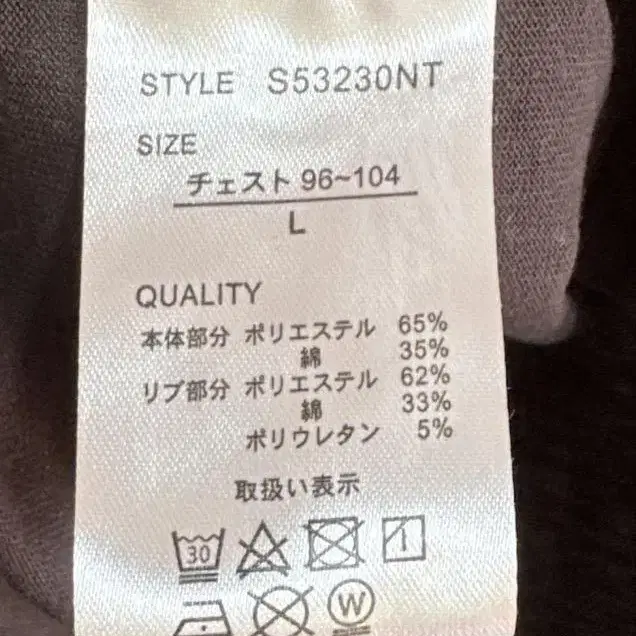 STYLE S53230NT
SIZE
チェスト 96~104
L
QUALITY
本体部分 ポリエステル 65%
綿 35%
リブ部分 ポリエステル 62%
綿 33%
ポリウレタン 5%
取扱い表示
30
W